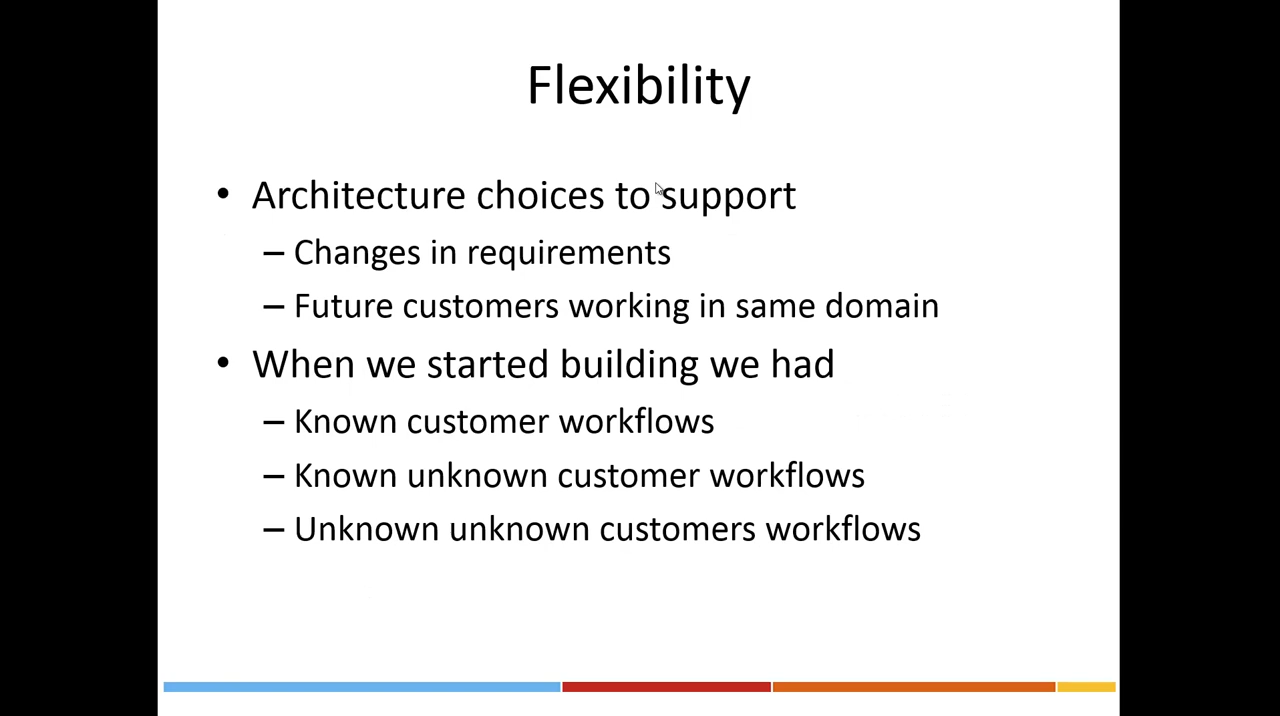 Flexibility
• Architecture choices to support
– Changes in requirements
– Future customers working in same domain
• When we started building we had
– Known customer workflows
– Known unknown customer workflows
– Unknown unknown customers workflows